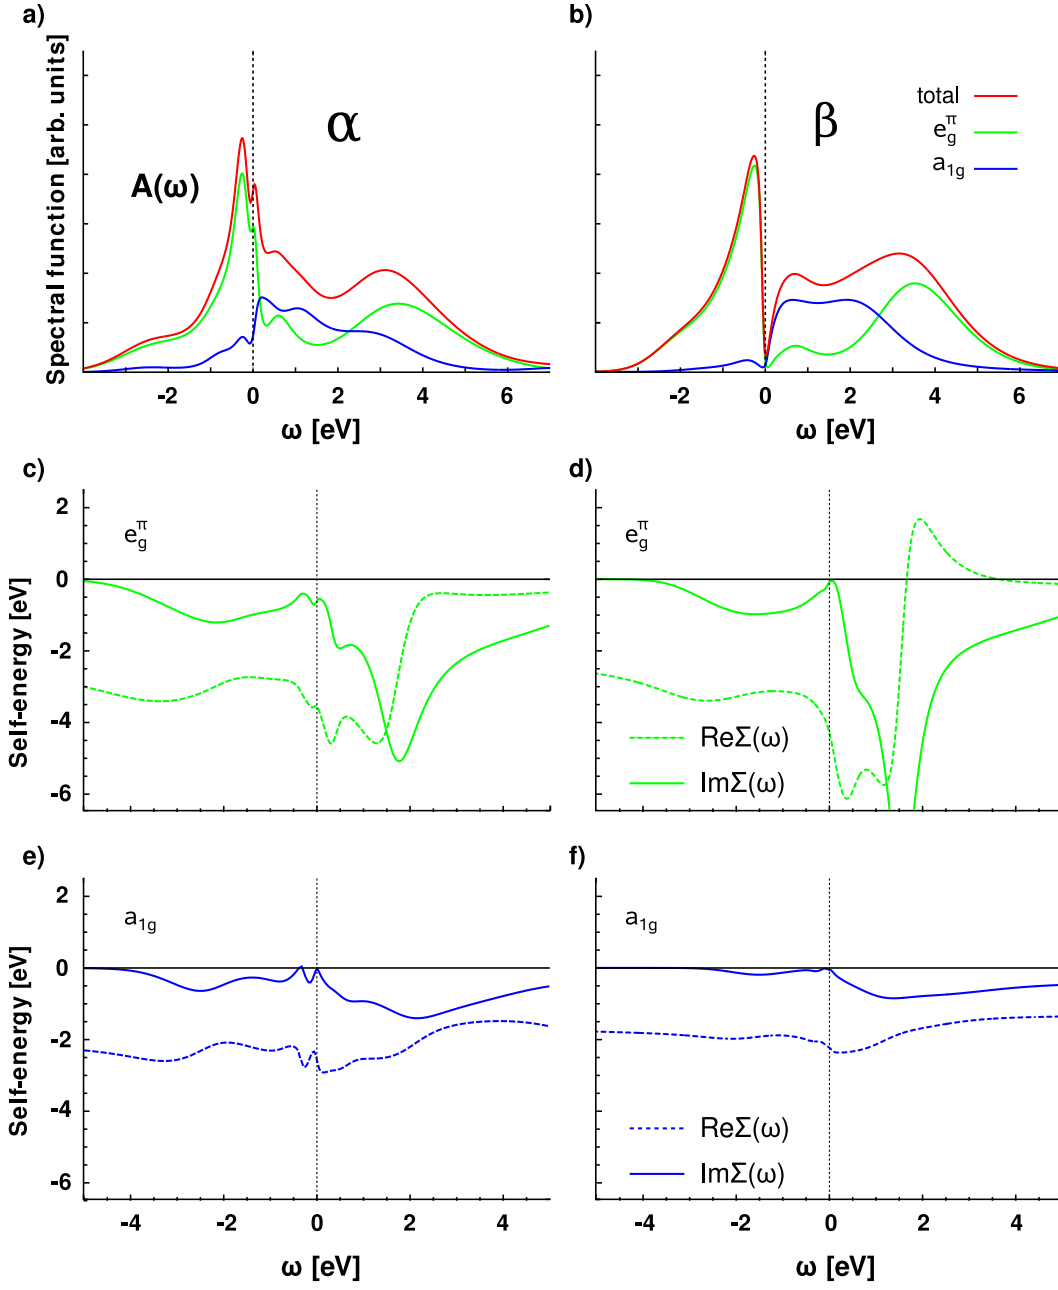 a)
b)
Spectral function [arb. units]
A(ω)
α
β
total
e_g^π
a_1g
-2 0 2 4 6
-2 0 2 4 6
ω [eV]
ω [eV]
c)
d)
Self-energy [eV]
2
0
-2
-4
-6
e_g^π
e_g^π
ReΣ(ω)
ImΣ(ω)
e)
f)
Self-energy [eV]
2
0
-2
-4
-6
a_1g
a_1g
ReΣ(ω)
ImΣ(ω)
-4 -2 0 2 4
-4 -2 0 2 4
ω [eV]
ω [eV]